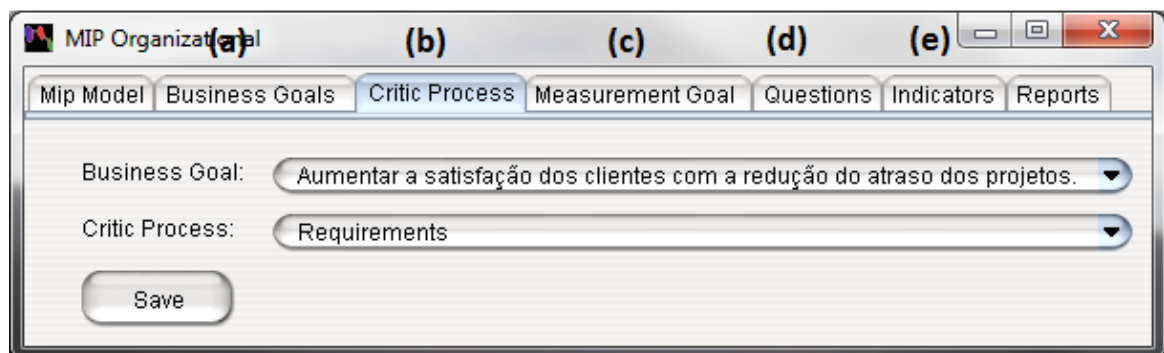 MIP Organizational (a) (b) (c) (d) (e)
Mip Model Business Goals Critic Process Measurement Goal Questions Indicators Reports
Business Goal: Aumentar a satisfação dos clientes com a redução do atraso dos projetos.
Critic Process: Requirements
Save